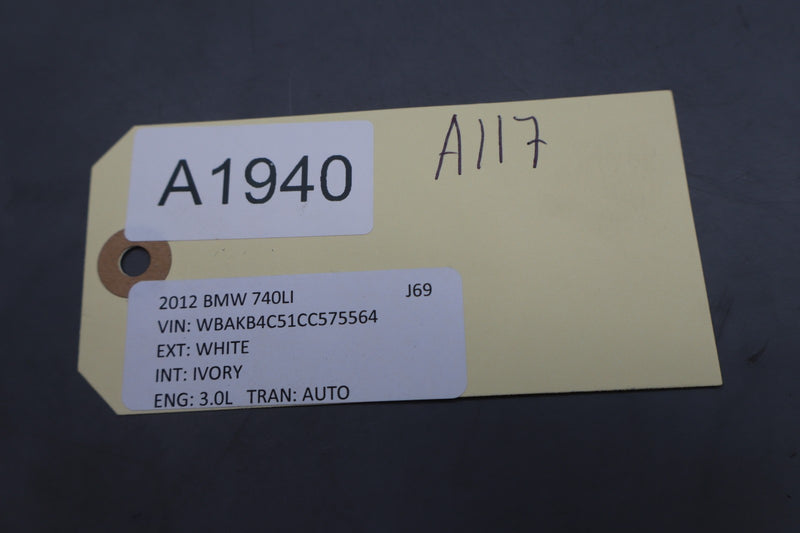 A1940
A117
2012 BMW 740LI J69
VIN: WBAKB4C51CC575564
EXT: WHITE
INT: IVORY
ENG: 3.0L TRAN: AUTO